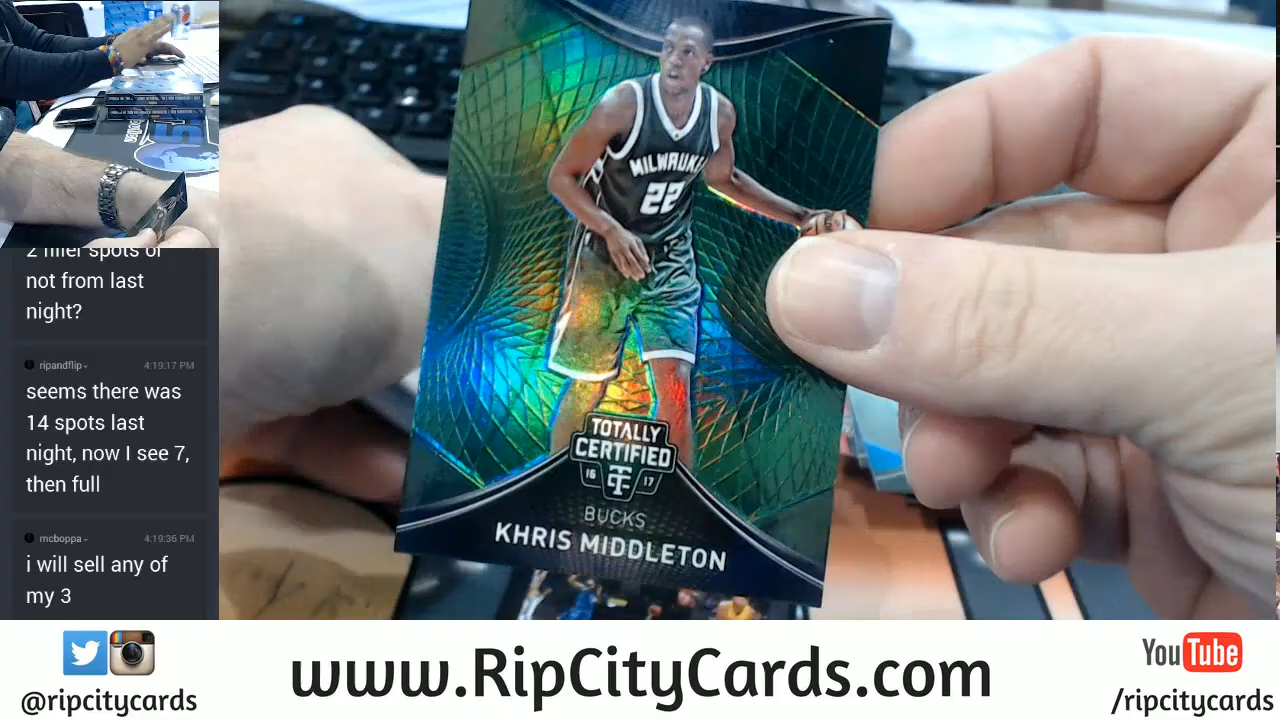 2 filler spots or
not from last
night?
ripandflip
4:19:17 PM
seems there was
14 spots last
night, now I see 7,
then full
mcboppa
4:19:36 PM
i will sell any of
my 3
MILWAUKEE
22
TOTALLY
CERTIFIED
16 TC 17
BUCKS
KHRIS MIDDLETON
@ripcitycards
www.RipCityCards.com
YouTube
/ripcitycards